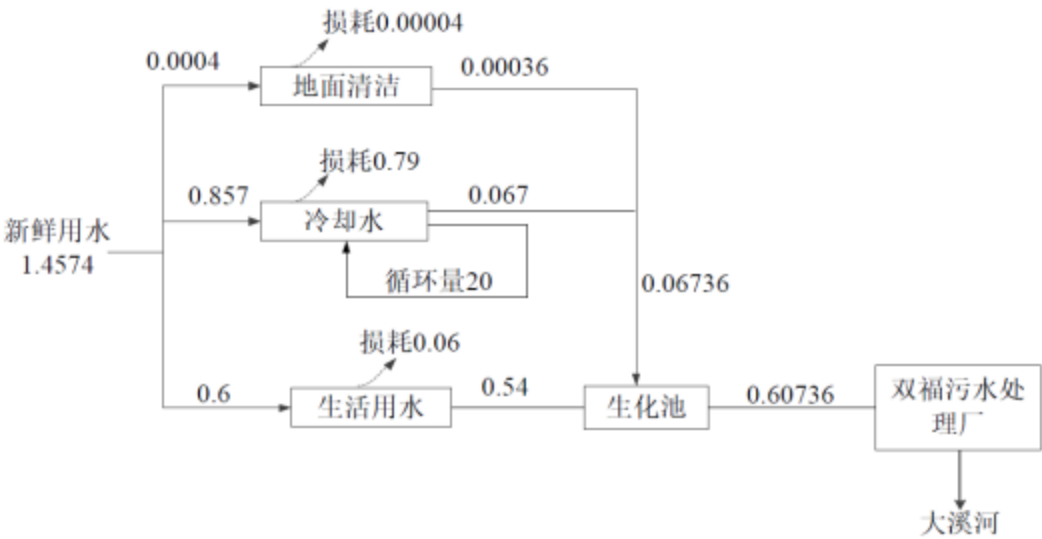 损耗0.00004
0.0004
0.00036
地面清洁
损耗0.79
0.857
0.067
冷却水
新鲜用水
1.4574
循环量20
0.06736
损耗0.06
0.6
0.54
0.60736
生活用水
生化池
双福污水处
理厂
大溪河